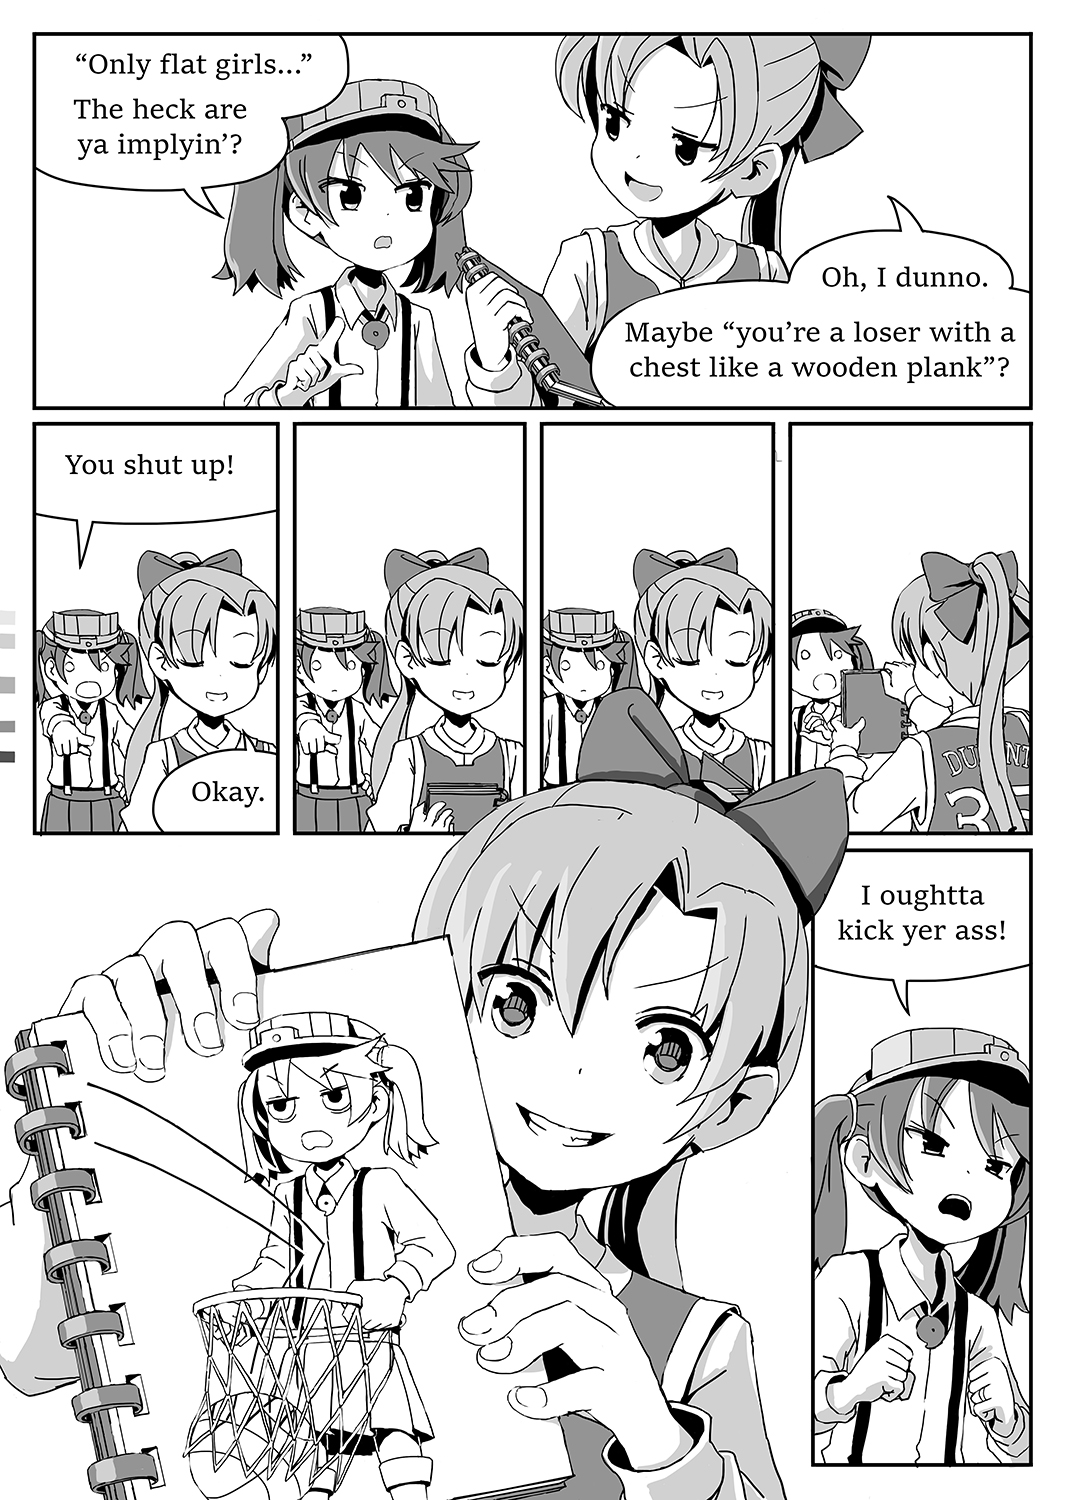 “Only flat girls...”
The heck are
ya implyin’?
Oh, I dunno.
Maybe “you’re a loser with a
chest like a wooden plank”?
You shut up!
Okay.
I oughtta
kick yer ass!